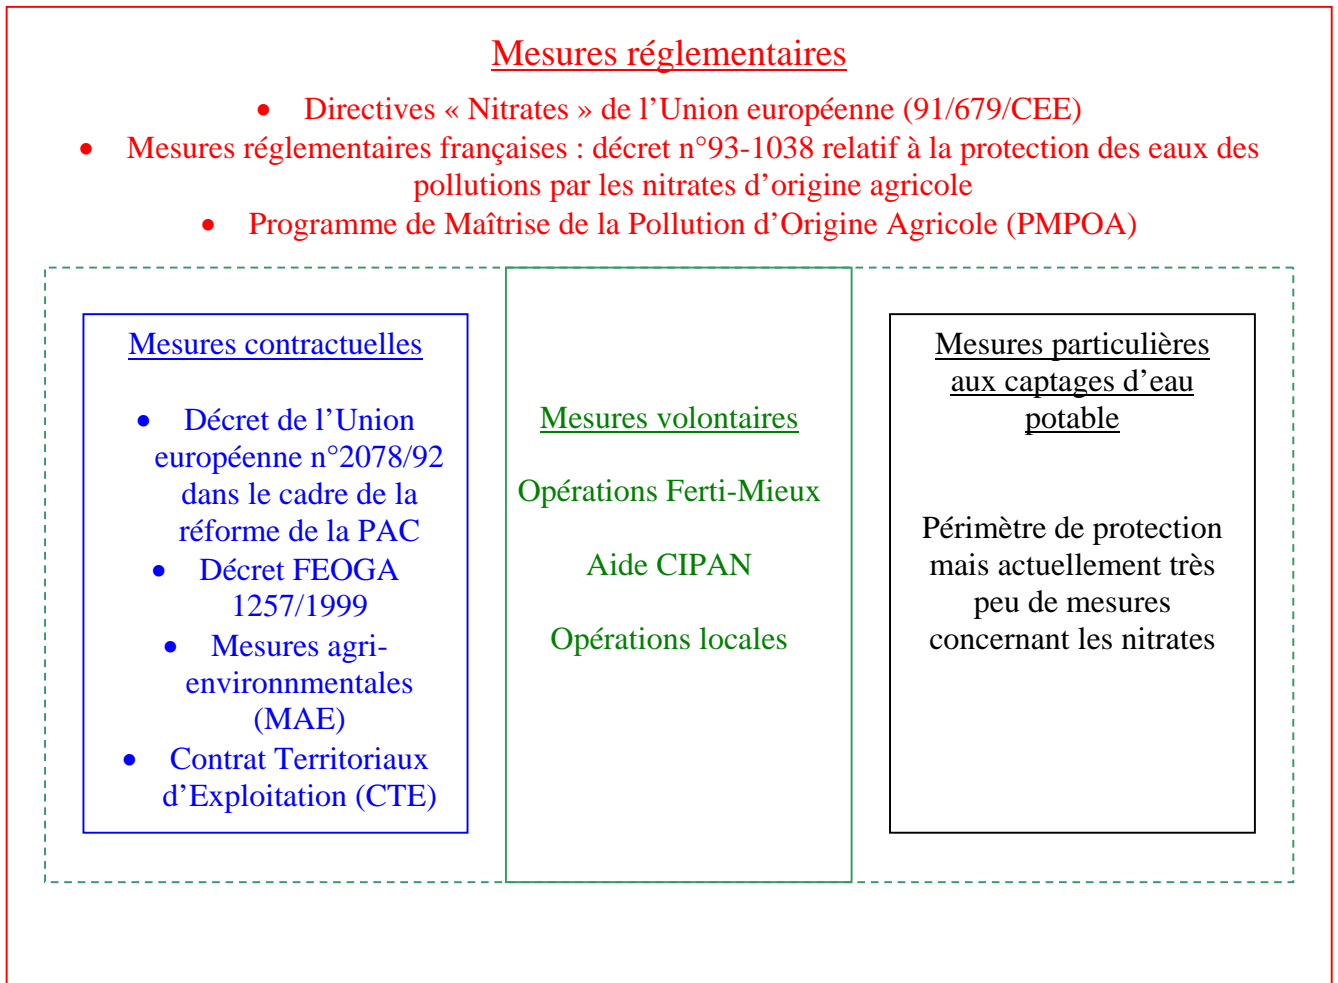 Mesures réglementaires
• Directives « Nitrates » de l’Union européenne (91/679/CEE)
• Mesures réglementaires françaises : décret n°93-1038 relatif à la protection des eaux des
pollutions par les nitrates d’origine agricole
• Programme de Maîtrise de la Pollution d’Origine Agricole (PMPOA)
Mesures contractuelles
• Décret de l’Union
européenne n°2078/92
dans le cadre de la
réforme de la PAC
• Décret FEOGA
1257/1999
• Mesures agri-
environnmentales
(MAE)
• Contrat Territoriaux
d’Exploitation (CTE)
Mesures volontaires
Opérations Ferti-Mieux
Aide CIPAN
Opérations locales
Mesures particulières
aux captages d’eau
potable
Périmètre de protection
mais actuellement très
peu de mesures
concernant les nitrates